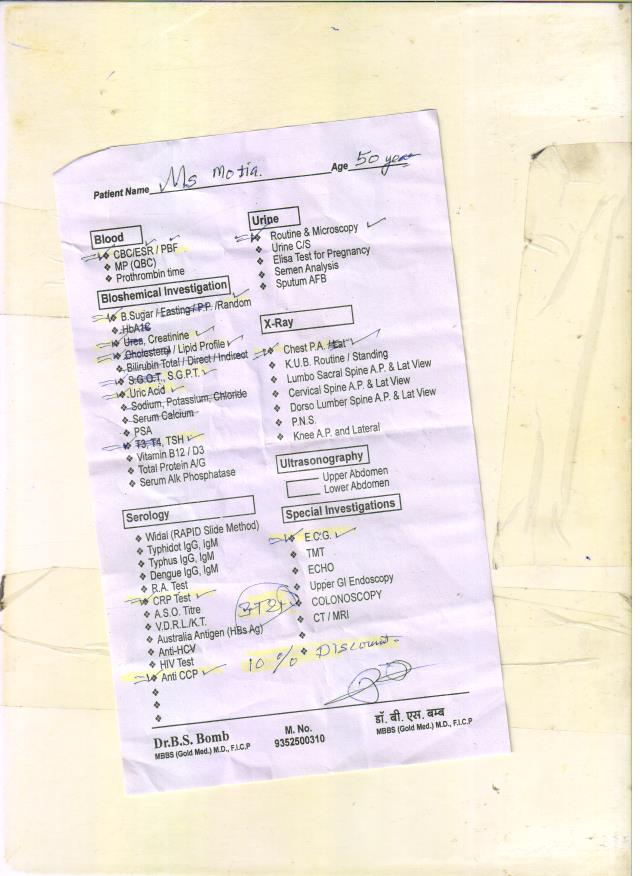 Patient Name Ms Motia. Age 50 year
Blood
CBC/ESR / PBF
MP (QBC)
Prothrombin time
Bioshemical Investigation
B.Sugar / Easting / P.P. /Random
HbA1C
Urea, Creatinine
Cholesterol / Lipid Profile
Bilirubin Total / Direct / Indirect
S.G.O.T., S.G.P.T.
Uric Acid
Sodium, Potassium, Chloride
Serum Calcium
PSA
T3, T4, TSH
Vitamin B12 / D3
Total Protein A/G
Serum Alk Phosphatase
Serology
Widal (RAPID Slide Method)
Typhidot IgG, IgM
Typhus IgG, IgM
Dengue IgG, IgM
R.A. Test
CRP Test
A.S.O. Titre
V.D.R.L./K.T.
Australia Antigen (HBs Ag)
Anti-HCV
HIV Test
Anti CCP
Urine
Routine & Microscopy
Urine C/S
Elisa Test for Pregnancy
Semen Analysis
Sputum AFB
X-Ray
Chest P.A. /Lat
K.U.B. Routine / Standing
Lumbo Sacral Spine A.P. & Lat View
Cervical Spine A.P. & Lat View
Dorso Lumber Spine A.P. & Lat View
P.N.S.
Knee A.P. and Lateral
Ultrasonography
Upper Abdomen
Lower Abdomen
Special Investigations
E.C.G.
TMT
ECHO
Upper GI Endoscopy
COLONOSCOPY
CT / MRI
10% Discount.
Dr.B.S. Bomb
MBBS (Gold Med.) M.D., F.I.C.P
M. No.
9352500310
डॉ. बी. एस. बम्ब
MBBS (Gold Med.) M.D., F.I.C.P